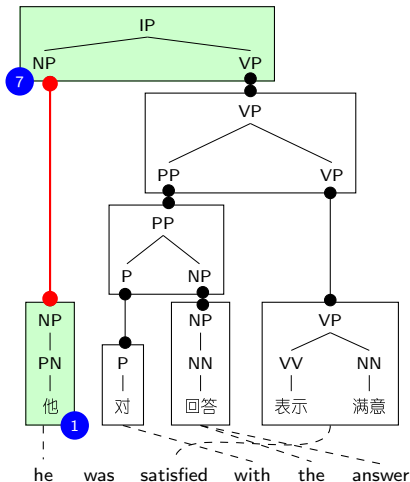 IP
NP VP
7
VP
PP VP
PP
P NP
NP P NP VP
PN NN VV NN
他 对 回答 表示 满意
1
he was satisfied with the answer